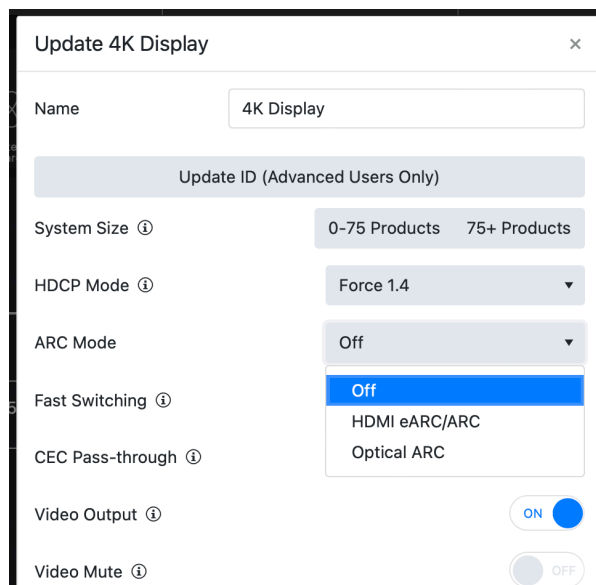 Update 4K Display ×
Name 4K Display
Update ID (Advanced Users Only)
System Size 0-75 Products 75+ Products
HDCP Mode Force 1.4
ARC Mode Off
Off
Fast Switching
HDMI eARC/ARC
Optical ARC
CEC Pass-through
Video Output ON
Video Mute OFF